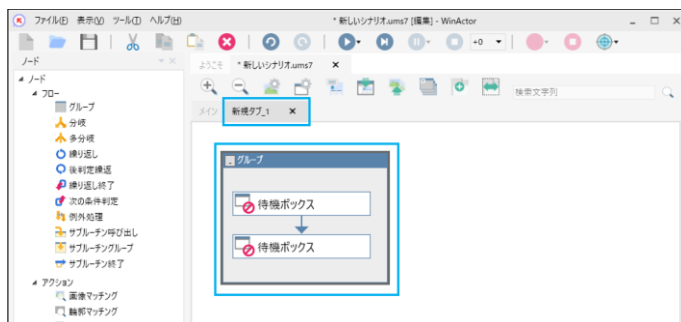 ファイル(F) 表示(V) ツール(T) ヘルプ(H)
* 新しいシナリオ.ums7 [編集] - WinActor
+0
ノード
ようこそ * 新しいシナリオ.ums7
検索文字列
メイン 新規タブ_1
ノード
フロー
グループ
分岐
多分岐
繰り返し
後判定繰返
繰り返し終了
次の条件判定
例外処理
サブルーチン呼び出し
サブルーチングループ
サブルーチン終了
アクション
画像マッチング
輪郭マッチング
グループ
待機ボックス
待機ボックス